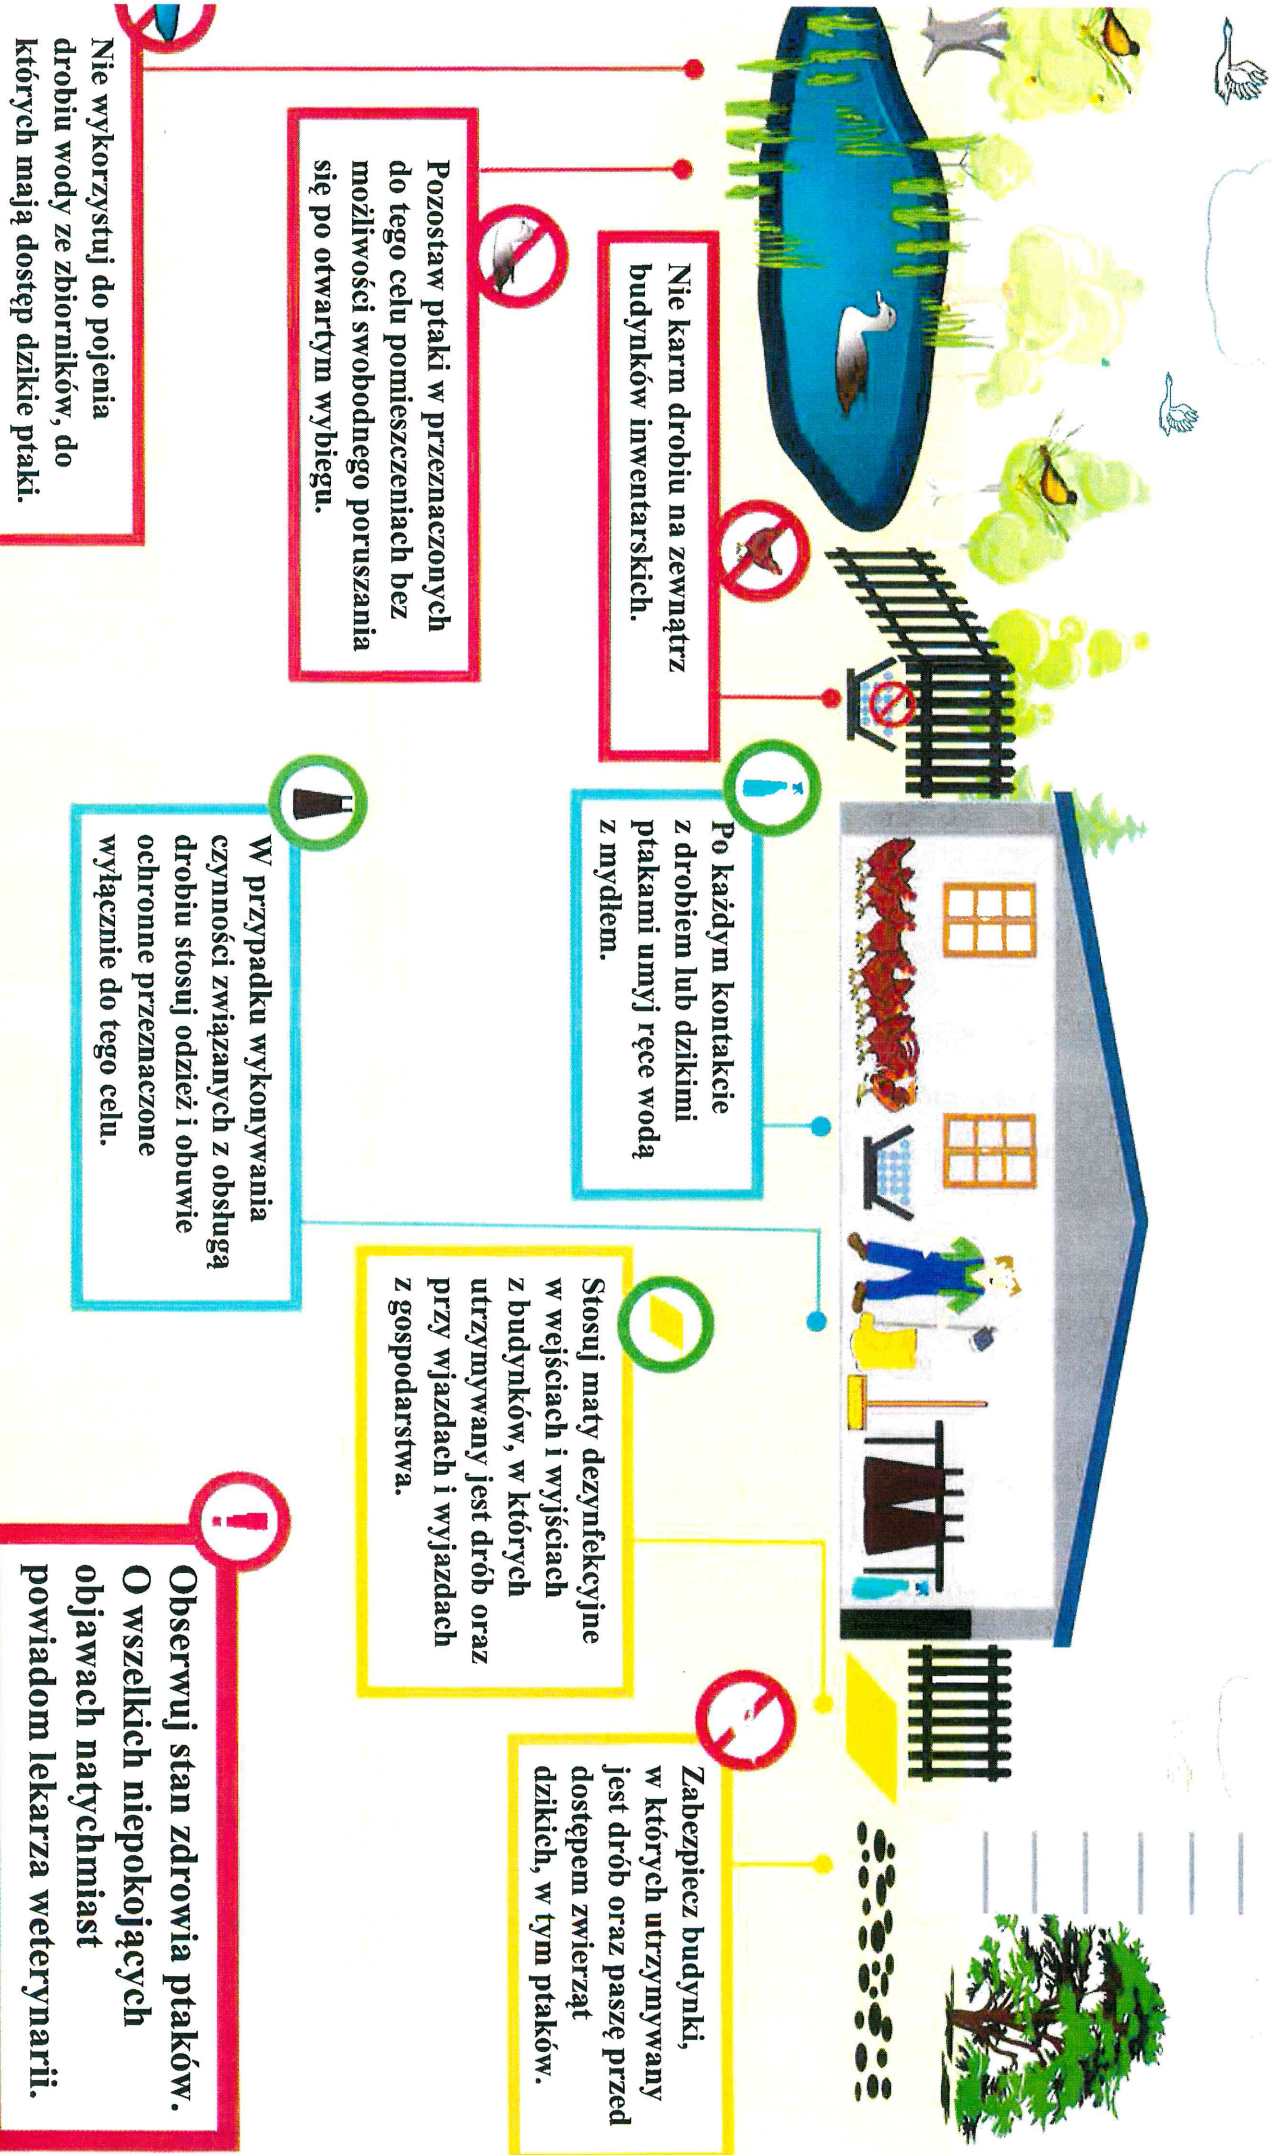 Nie wykorzystuj do pojenia
drobiu wody ze zbiorników, do
których mają dostęp dzikie ptaki.
Pozostaw ptaki w przeznaczonych
do tego celu pomieszczeniach bez
możliwości swobodnego poruszania
się po otwartym wybiegu.
Nie karm drobiu na zewnątrz
budynków inwentarskich.
Po każdym kontakcie
z drobiem lub dzikimi
ptakami umyj ręce wodą
z mydłem.
W przypadku wykonywania
czynności związanych z obsługą
drobiu stosuj odzież i obuwie
ochronne przeznaczone
wyłącznie do tego celu.
Stosuj maty dezynfekcyjne
w wejściach i wyjściach
z budynków, w których
utrzymywany jest drób oraz
przy wjazdach i wyjazdach
z gospodarstwa.
Zabezpiecz budynki,
w których utrzymywany
jest drób oraz paszę przed
dostępem zwierząt
dzikich, w tym ptaków.
Obserwuj stan zdrowia ptaków.
O wszelkich niepokojących
objawach natychmiast
powiadom lekarza weterynarii.